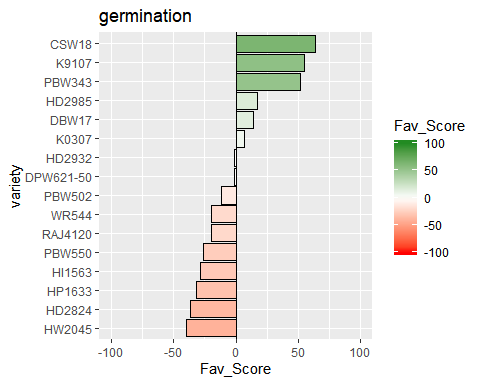 germination
CSW18
K9107
PBW343
HD2985
DBW17
K0307
HD2932
DPW621-50
PBW502
WR544
RAJ4120
PBW550
HI1563
HP1633
HD2824
HW2045
variety
-100 -50 0 50 100
Fav_Score
Fav_Score
100
50
0
-50
-100